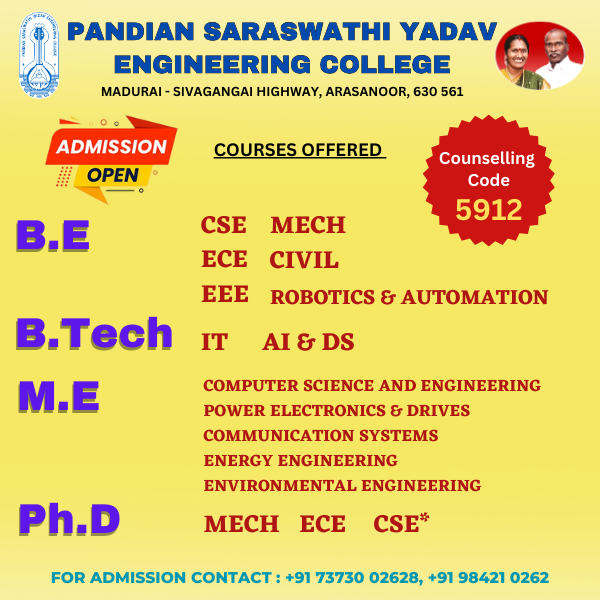 PANDIAN SARASWATHI YADAV
ENGINEERING COLLEGE
MADURAI - SIVAGANGAI HIGHWAY, ARASANOOR, 630 561
ADMISSION
OPEN
COURSES OFFERED
Counselling
Code
5912
B.E
CSE MECH
ECE CIVIL
EEE ROBOTICS & AUTOMATION
B.Tech
IT AI & DS
M.E
COMPUTER SCIENCE AND ENGINEERING
POWER ELECTRONICS & DRIVES
COMMUNICATION SYSTEMS
ENERGY ENGINEERING
ENVIRONMENTAL ENGINEERING
Ph.D
MECH ECE CSE*
FOR ADMISSION CONTACT : +91 73730 02628, +91 98421 0262